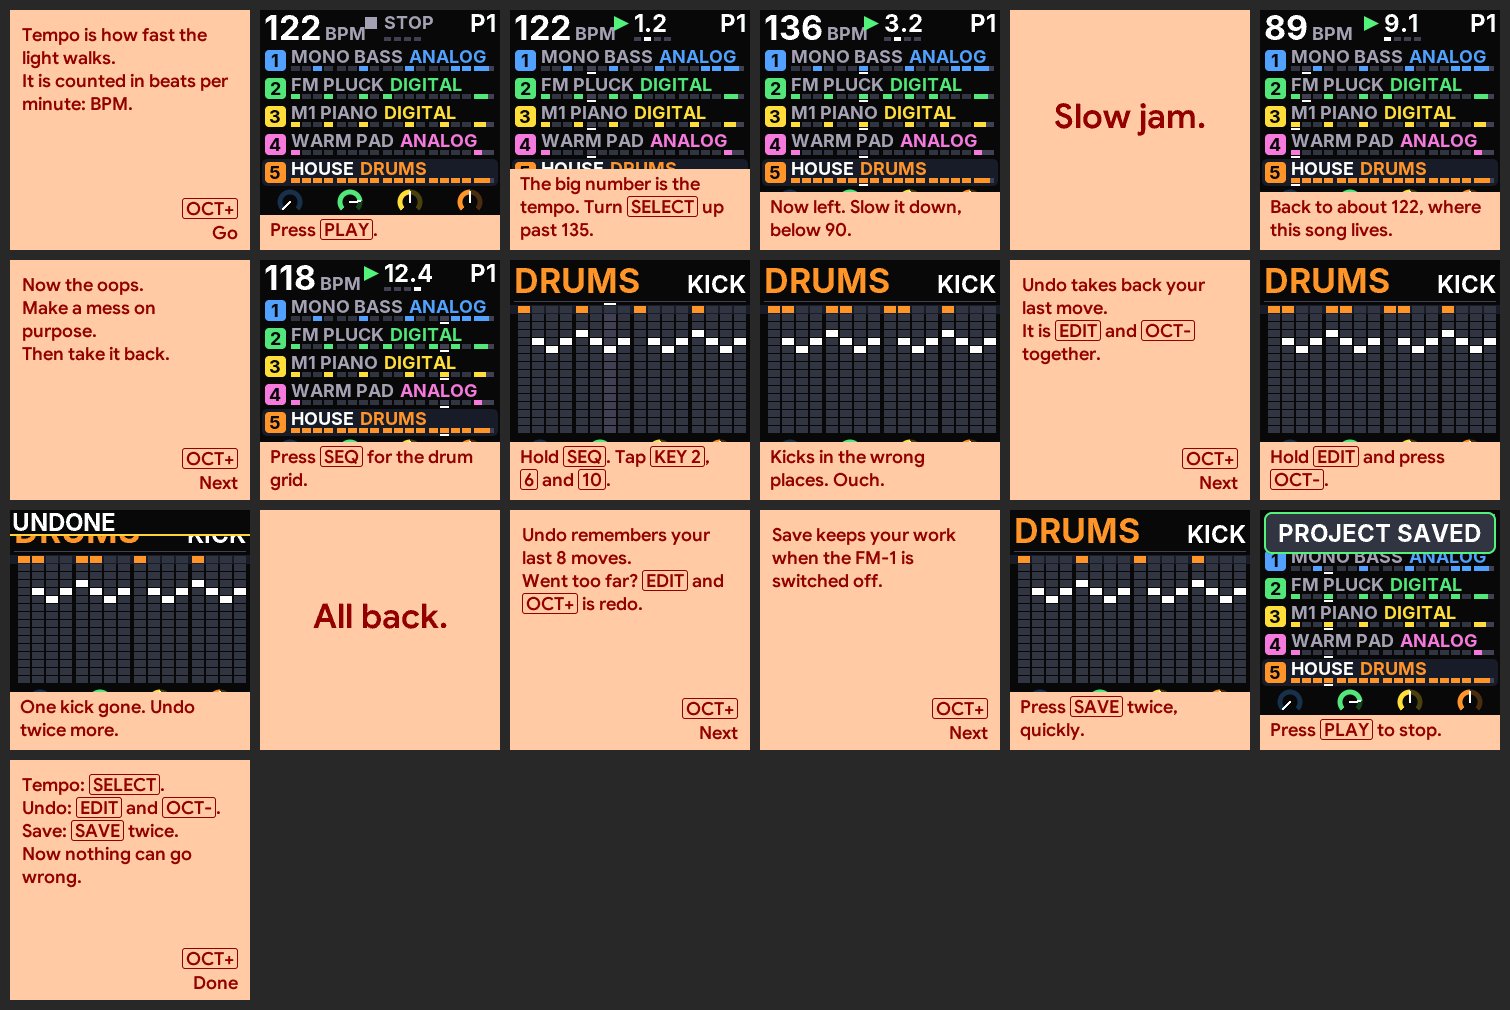 Tempo is how fast the
light walks.
It is counted in beats per
minute: BPM.
OCT+
Go
122 BPM STOP P1
1 MONO BASS ANALOG
2 FM PLUCK DIGITAL
3 M1 PIANO DIGITAL
4 WARM PAD ANALOG
5 HOUSE DRUMS
Press PLAY.
122 BPM 1.2 P1
1 MONO BASS ANALOG
2 FM PLUCK DIGITAL
3 M1 PIANO DIGITAL
4 WARM PAD ANALOG
5 HOUSE DRUMS
The big number is the
tempo. Turn SELECT up
past 135.
136 BPM 3.2 P1
1 MONO BASS ANALOG
2 FM PLUCK DIGITAL
3 M1 PIANO DIGITAL
4 WARM PAD ANALOG
5 HOUSE DRUMS
Now left. Slow it down,
below 90.
Slow jam.
89 BPM 9.1 P1
1 MONO BASS ANALOG
2 FM PLUCK DIGITAL
3 M1 PIANO DIGITAL
4 WARM PAD ANALOG
5 HOUSE DRUMS
Back to about 122, where
this song lives.
Now the oops.
Make a mess on
purpose.
Then take it back.
OCT+
Next
118 BPM 12.4 P1
1 MONO BASS ANALOG
2 FM PLUCK DIGITAL
3 M1 PIANO DIGITAL
4 WARM PAD ANALOG
5 HOUSE DRUMS
Press SEQ for the drum
grid.
DRUMS KICK
Hold SEQ. Tap KEY 2,
6 and 10.
DRUMS KICK
Kicks in the wrong
places. Ouch.
Undo takes back your
last move.
It is EDIT and OCT-
together.
OCT+
Next
DRUMS KICK
Hold EDIT and press
OCT-.
UNDONE
DRUMS KICK
One kick gone. Undo
twice more.
All back.
Undo remembers your
last 8 moves.
Went too far? EDIT and
OCT+ is redo.
OCT+
Next
Save keeps your work
when the FM-1 is
switched off.
OCT+
Next
DRUMS KICK
Press SAVE twice,
quickly.
PROJECT SAVED
1 MONO BASS ANALOG
2 FM PLUCK DIGITAL
3 M1 PIANO DIGITAL
4 WARM PAD ANALOG
5 HOUSE DRUMS
Press PLAY to stop.
Tempo: SELECT.
Undo: EDIT and OCT-.
Save: SAVE twice.
Now nothing can go
wrong.
OCT+
Done